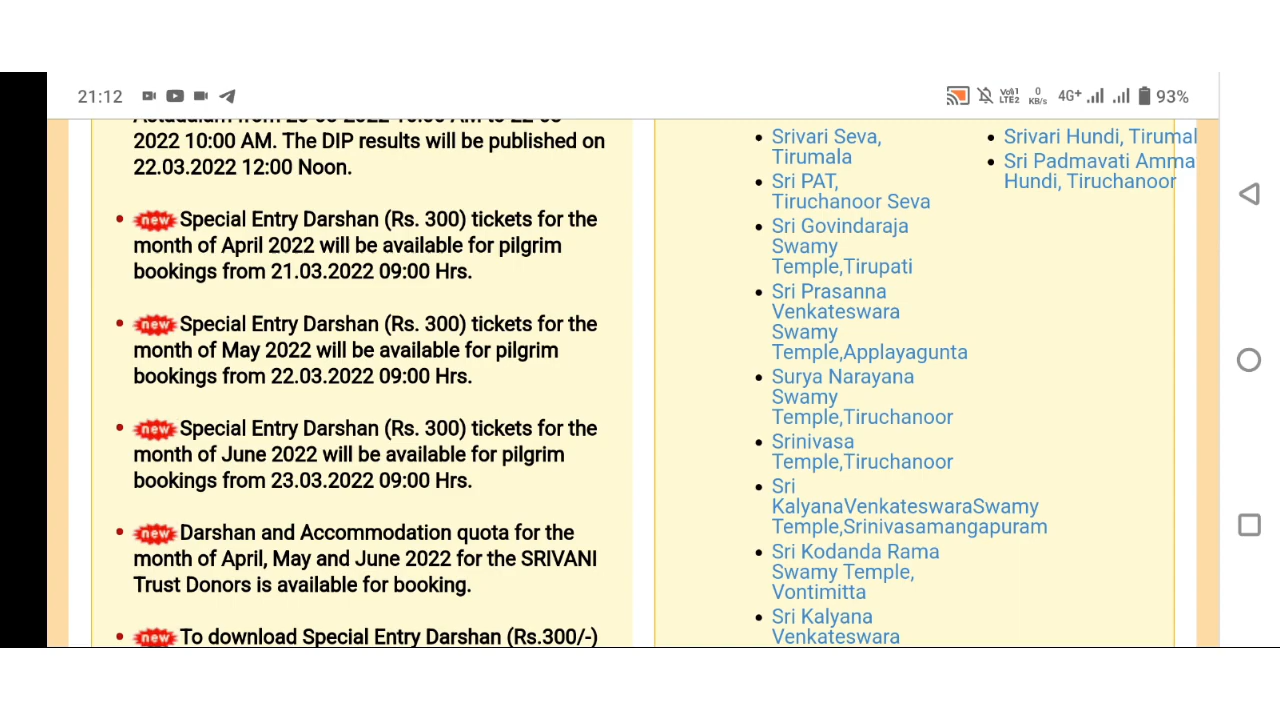 21:12
Vo)) 1
LTE2
0
KB/s
4G+
93%
2022 10:00 AM. The DIP results will be published on
22.03.2022 12:00 Noon.
new Special Entry Darshan (Rs. 300) tickets for the
month of April 2022 will be available for pilgrim
bookings from 21.03.2022 09:00 Hrs.
new Special Entry Darshan (Rs. 300) tickets for the
month of May 2022 will be available for pilgrim
bookings from 22.03.2022 09:00 Hrs.
new Special Entry Darshan (Rs. 300) tickets for the
month of June 2022 will be available for pilgrim
bookings from 23.03.2022 09:00 Hrs.
new Darshan and Accommodation quota for the
month of April, May and June 2022 for the SRIVANI
Trust Donors is available for booking.
new To download Special Entry Darshan (Rs.300/-)
Srivari Seva,
Tirumala
Sri PAT,
Tiruchanoor Seva
Sri Govindaraja
Swamy
Temple,Tirupati
Sri Prasanna
Venkateswara
Swamy
Temple,Applayagunta
Surya Narayana
Swamy
Temple,Tiruchanoor
Srinivasa
Temple,Tiruchanoor
Sri
KalyanaVenkateswaraSwamy
Temple,Srinivasamangapuram
Sri Kodanda Rama
Swamy Temple,
Vontimitta
Sri Kalyana
Venkateswara
Srivari Hundi, Tirumal
Sri Padmavati Amma
Hundi, Tiruchanoor